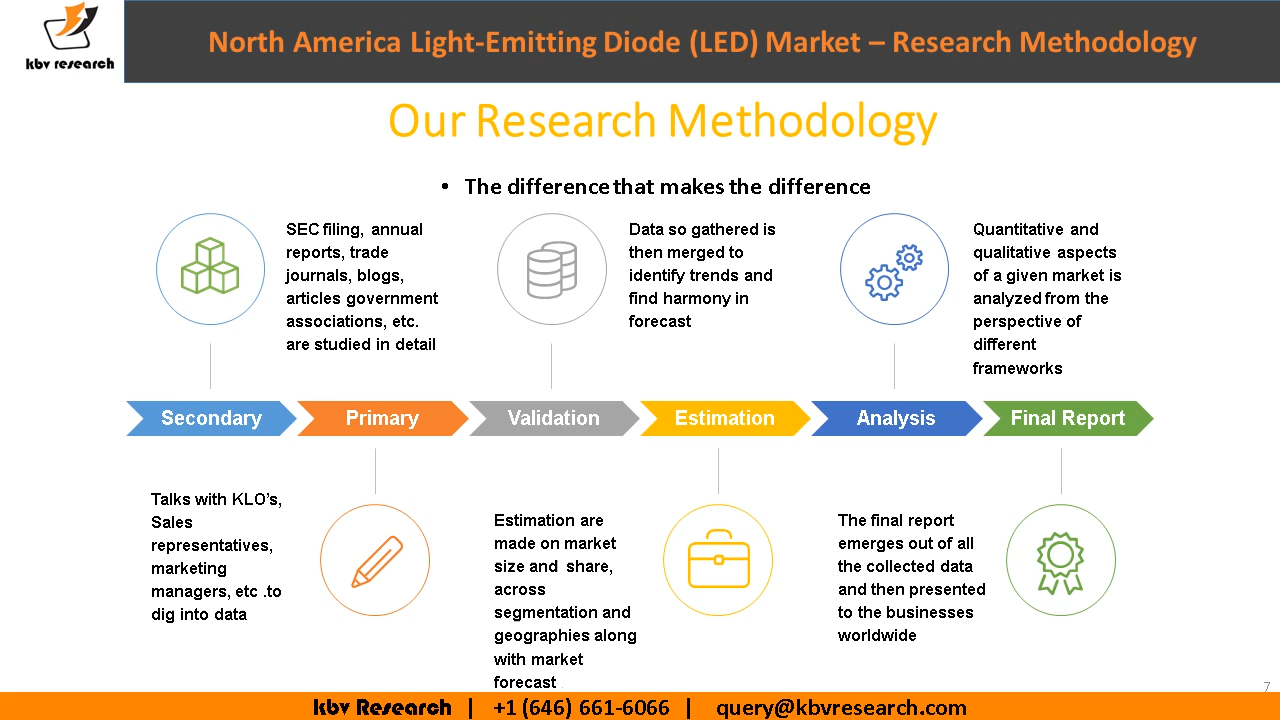 kbv research
North America Light-Emitting Diode (LED) Market – Research Methodology
Our Research Methodology
• The difference that makes the difference
SEC filing, annual
reports, trade
journals, blogs,
articles government
associations, etc.
are studied in detail
Data so gathered is
then merged to
identify trends and
find harmony in
forecast
Quantitative and
qualitative aspects
of a given market is
analyzed from the
perspective of
different
frameworks
Secondary
Primary
Validation
Estimation
Analysis
Final Report
Talks with KLO's,
Sales
representatives,
marketing
managers, etc .to
dig into data
Estimation are
made on market
size and share,
across
segmentation and
geographies along
with market
forecast .
The final report
emerges out of all
the collected data
and then presented
to the businesses
worldwide
7
kbv Research | +1 (646) 661-6066 | query@kbvresearch.com